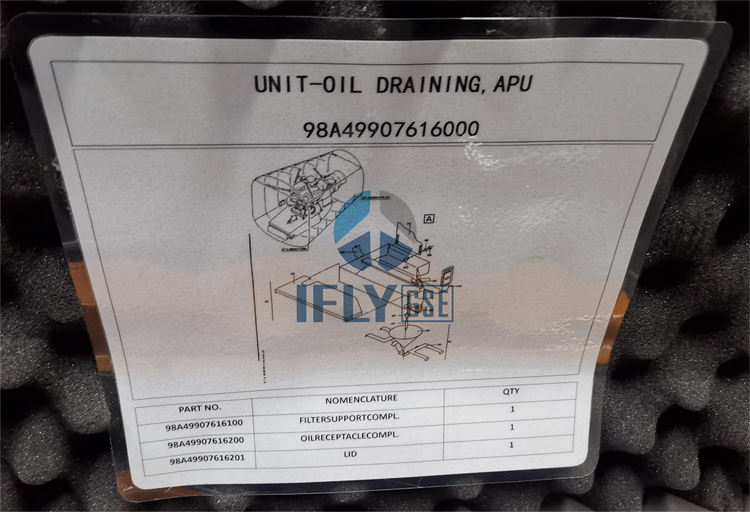 UNIT-OIL DRAINING, APU
98A49907616000
A
IFLY GSE
PART NO. NOMENCLATURE QTY
98A49907616100 FILTERSUPPORTCOMPL. 1
98A49907616200 OILRECEPTACLECOMPL. 1
98A49907616201 LID 1